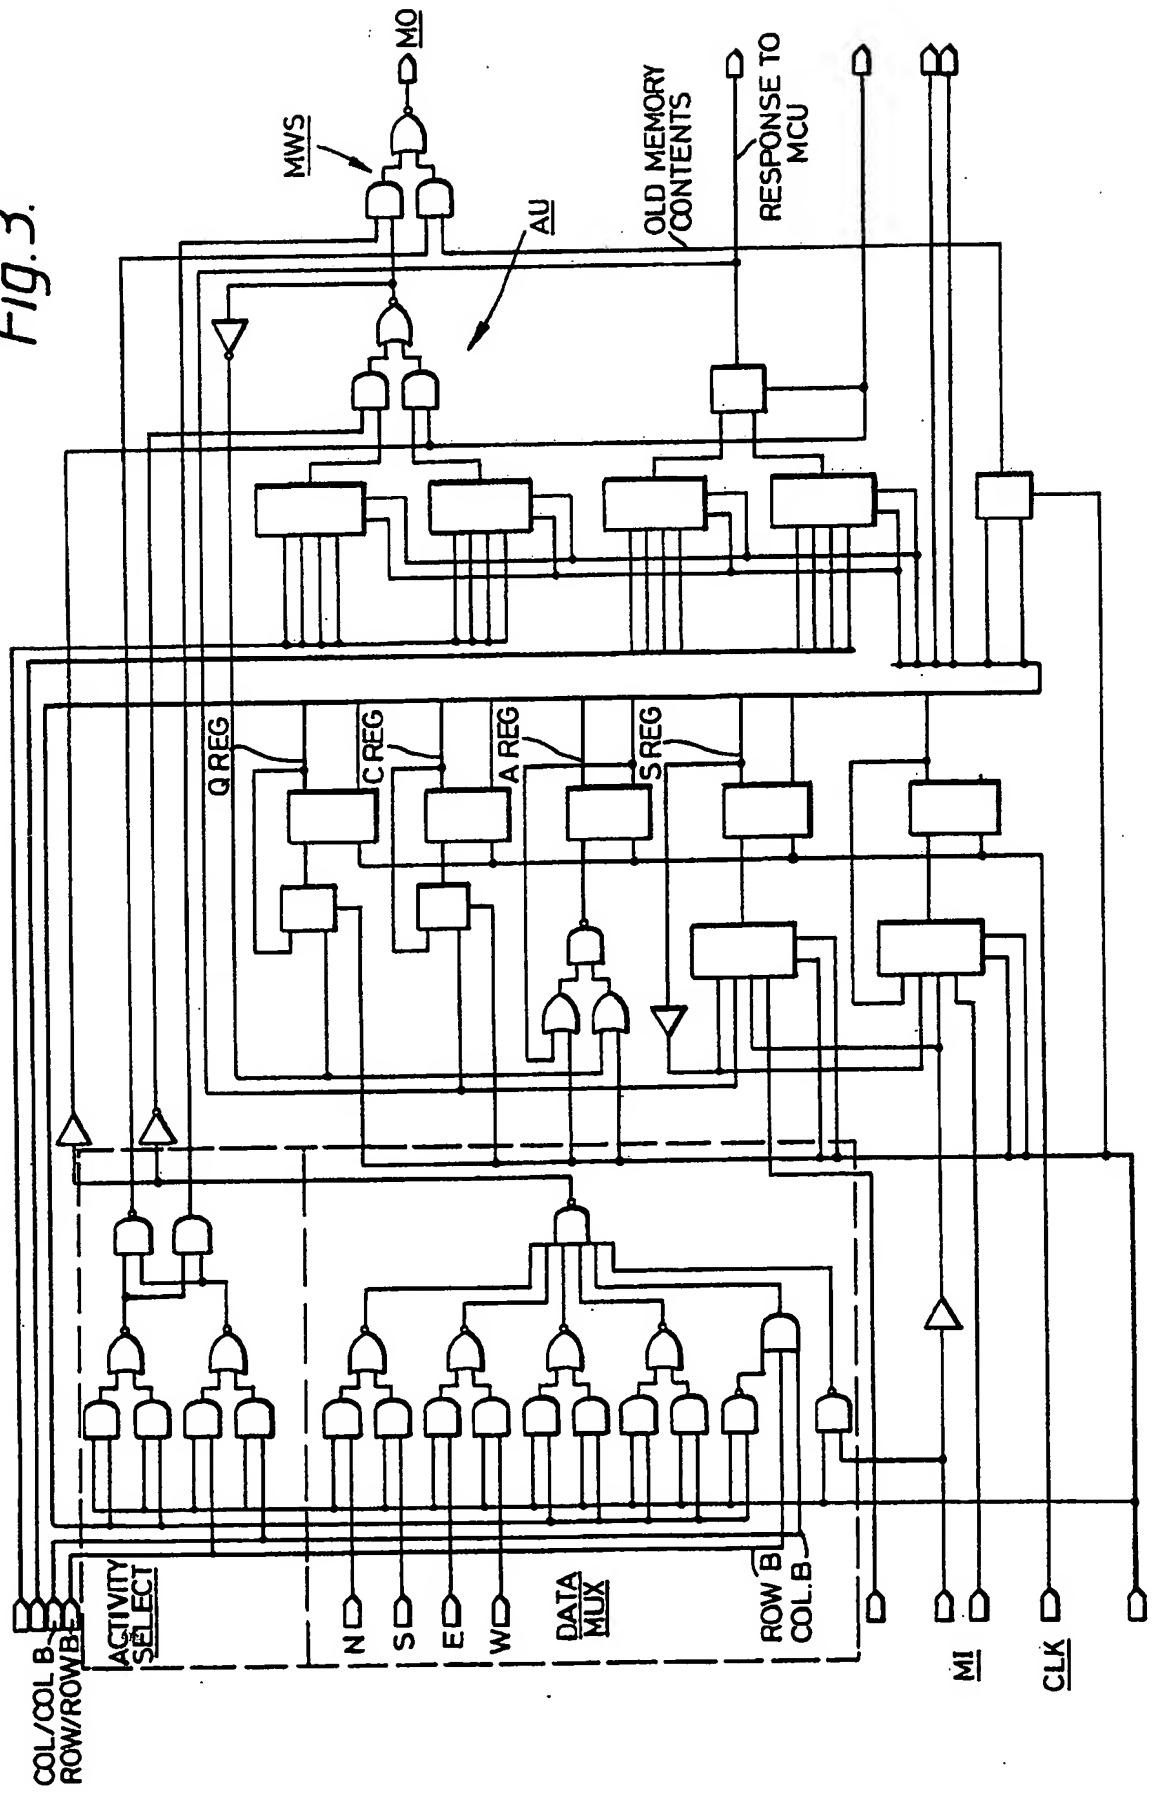 Fig. 3.
MO
MWS
AU
OLD MEMORY
CONTENTS
RESPONSE TO
MCU
Q REG
C REG
A REG
S REG
COL/COL B
ROW/ROW B
ACTIVITY
SELECT
N
S
E
W
DATA
MUX
ROW B
COL. B
MI
CLK